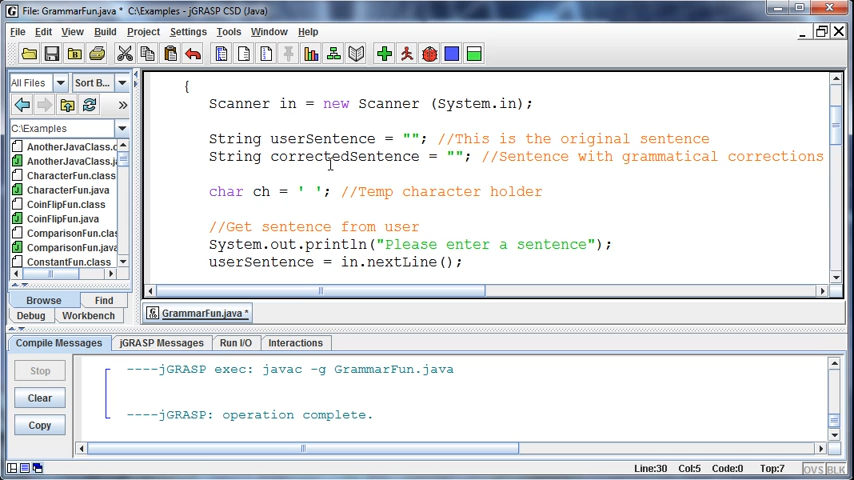 File: GrammarFun.java * C:\Examples - jGRASP CSD (Java)
File Edit View Build Project Settings Tools Window Help
All Files Sort B...
C:\Examples
AnotherJavaClass.c
AnotherJavaClass.ja
CharacterFun.class
CharacterFun.java
CoinFlipFun.class
CoinFlipFun.java
ComparisonFun.clas
ComparisonFun.java
ConstantFun.class
Browse Find
Debug Workbench
{
Scanner in = new Scanner (System.in);
String userSentence = ""; //This is the original sentence
String correctedSentence = ""; //Sentence with grammatical corrections
char ch = ' '; //Temp character holder
//Get sentence from user
System.out.println("Please enter a sentence");
userSentence = in.nextLine();
GrammarFun.java *
Compile Messages jGRASP Messages Run I/O Interactions
Stop
Clear
Copy
----jGRASP exec: javac -g GrammarFun.java
----jGRASP: operation complete.
Line:30 Col:5 Code:0 Top:7 OVS BLK